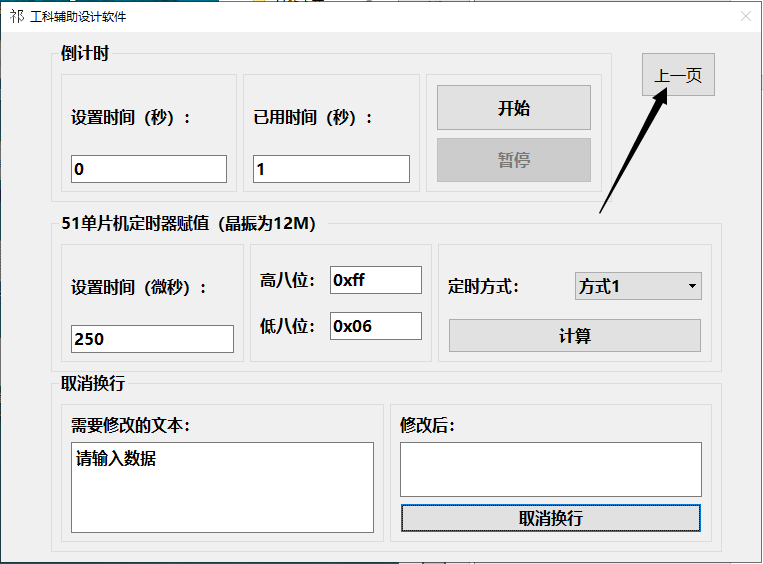 祁 工科辅助设计软件
倒计时
上一页
设置时间（秒）：
已用时间（秒）：
开始
0
1
暂停
51单片机定时器赋值（晶振为12M）
设置时间（微秒）：
高八位： 0xff
定时方式： 方式1
低八位： 0x06
250
计算
取消换行
需要修改的文本：
修改后：
请输入数据
取消换行